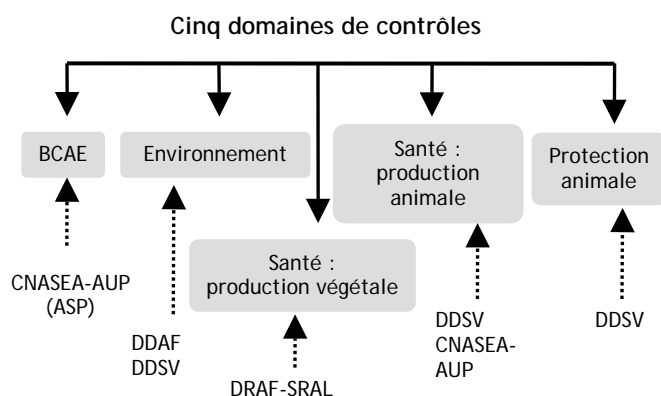 Cinq domaines de contrôles
BCAE
Environnement
Santé :
production
animale
Protection
animale
Santé :
production végétale
CNASEA-AUP
(ASP)
DDAF
DDSV
DRAF-SRAL
DDSV
CNASEA-
AUP
DDSV